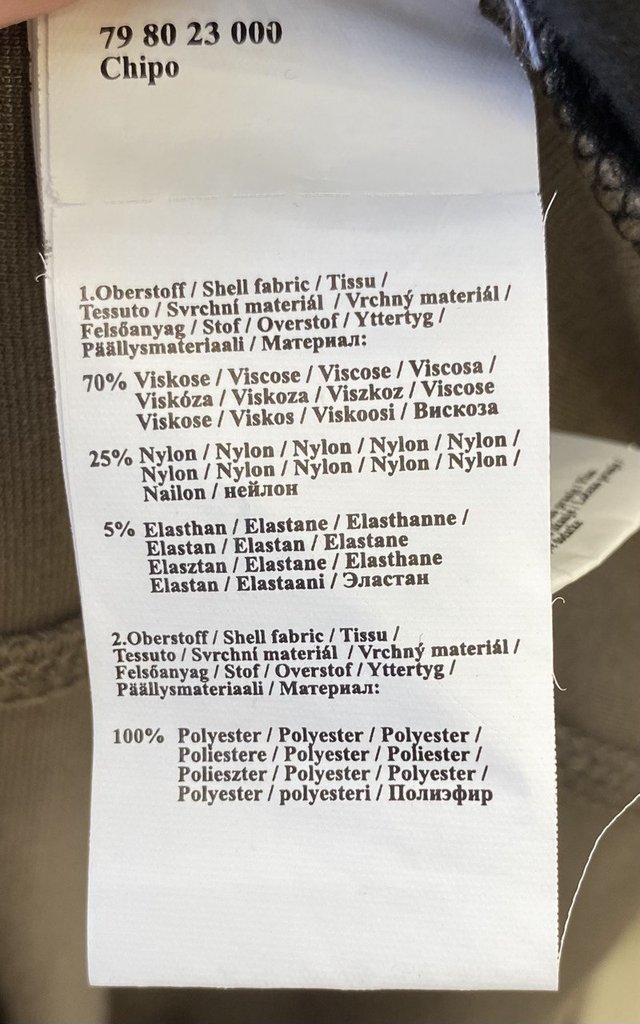 79 80 23 000
Chipo
1.Oberstoff / Shell fabric / Tissu /
Tessuto / Svrchní materiál / Vrchný materiál /
Felsőanyag / Stof / Overstof / Yttertyg /
Päällysmateriaali / Материал:
70% Viskose / Viscose / Viscose / Viscosa /
Viskóza / Viskoza / Viszkoz / Viscose
Viskose / Viskos / Viskoosi / Вискоза
25% Nylon / Nylon / Nylon / Nylon / Nylon /
Nylon / Nylon / Nylon / Nylon / Nylon /
Nailon / нейлон
5% Elasthan / Elastane / Elasthanne /
Elastan / Elastan / Elastane
Elasztan / Elastane / Elasthane
Elastan / Elastaani / Эластан
2.Oberstoff / Shell fabric / Tissu /
Tessuto / Svrchní materiál / Vrchný materiál /
Felsőanyag / Stof / Overstof / Yttertyg /
Päällysmateriaali / Материал:
100% Polyester / Polyester / Polyester /
Poliestere / Polyester / Poliester /
Polieszter / Polyester / Polyester /
Polyester / polyesteri / Полиэфир